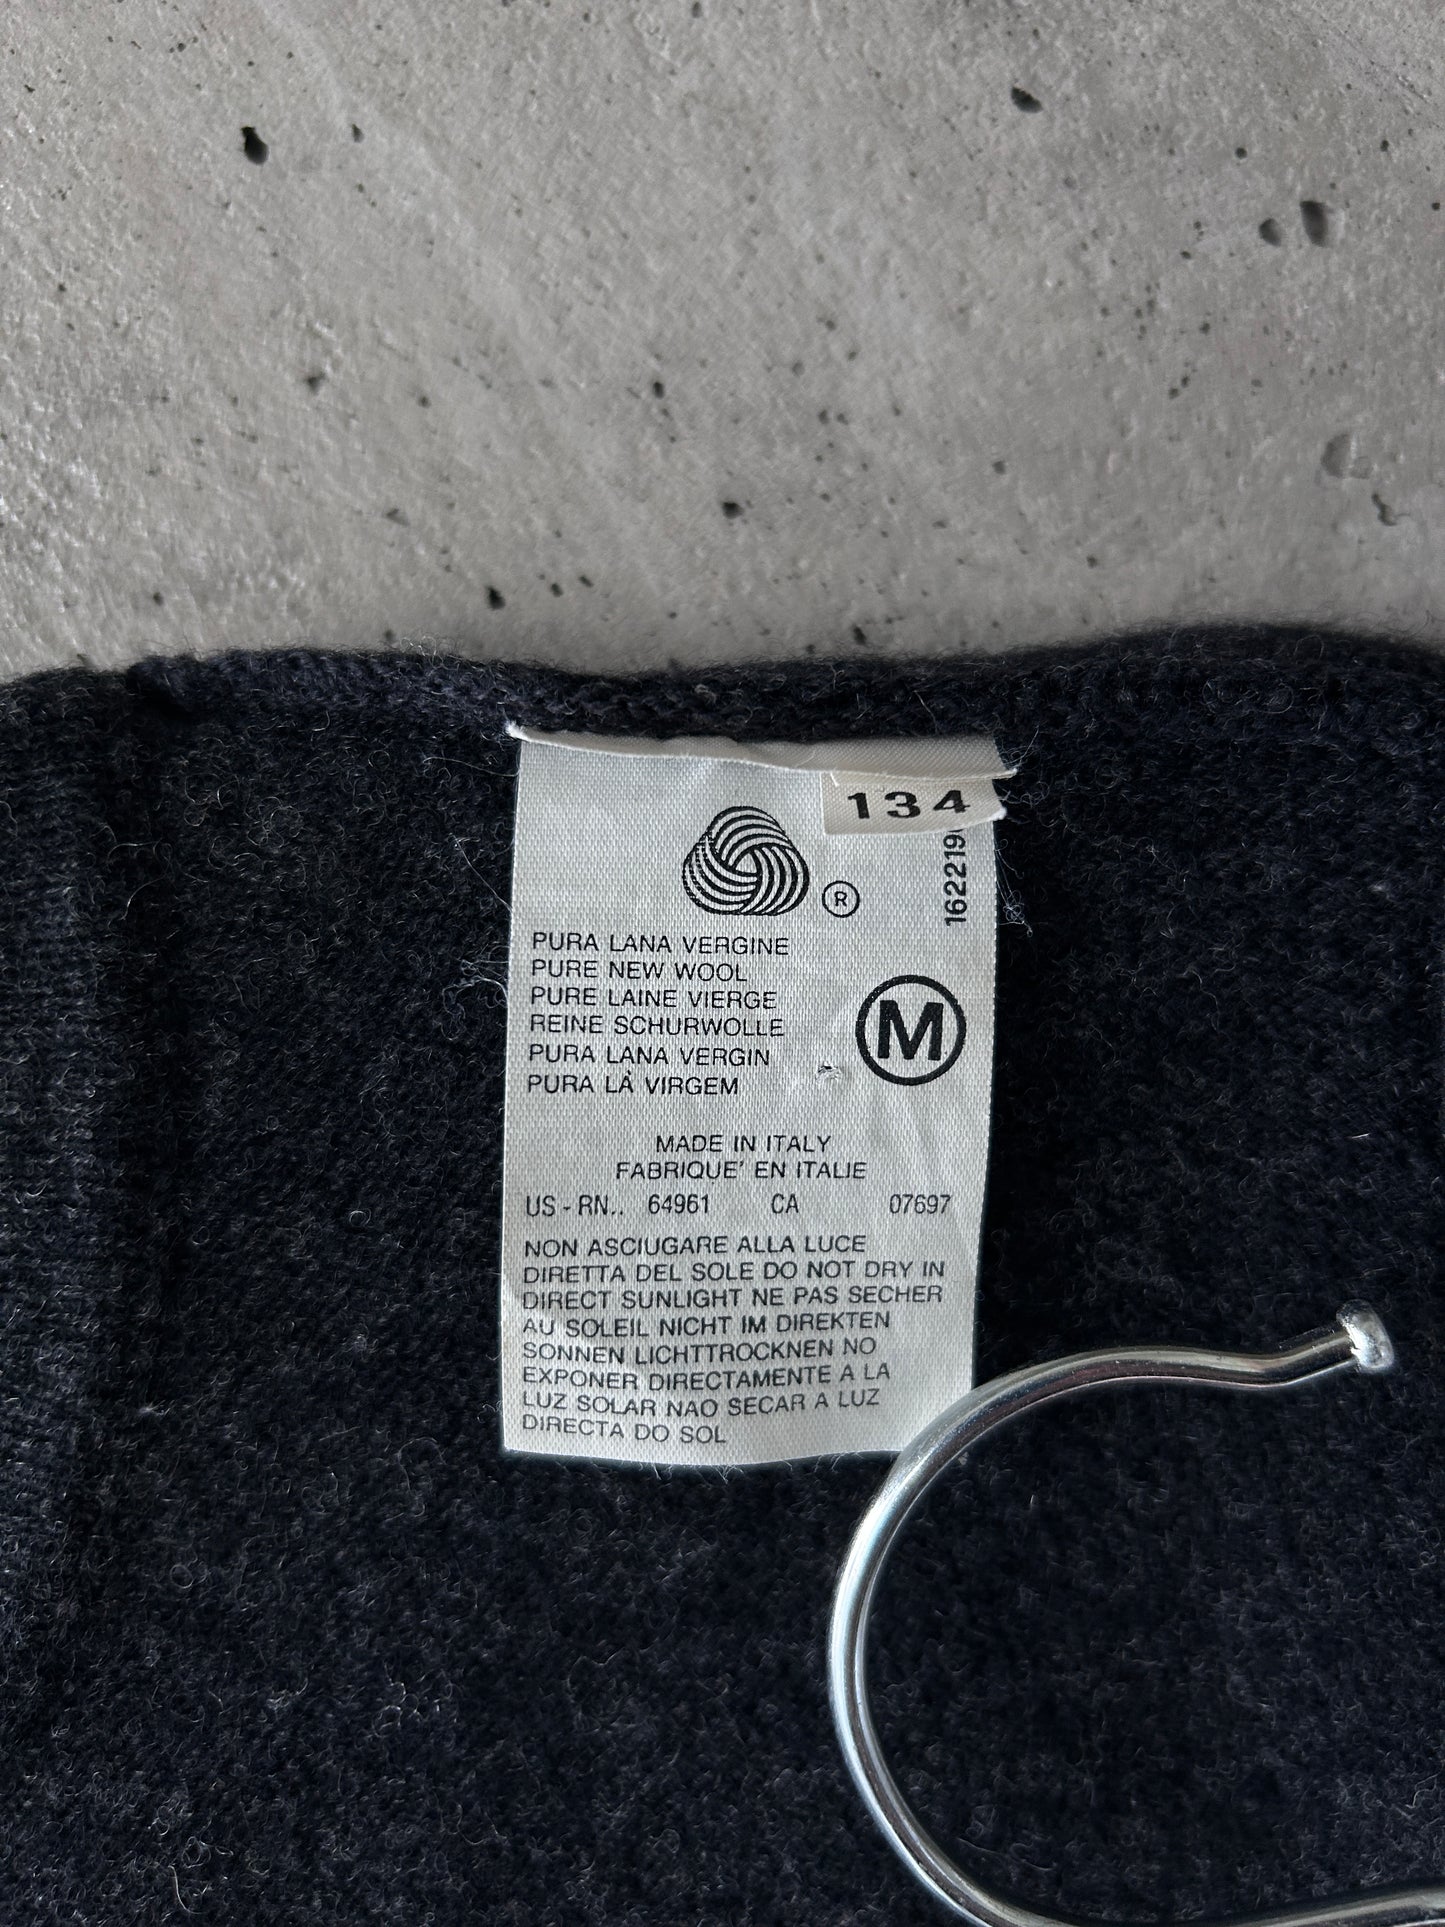 134
®
PURA LANA VERGINE
PURE NEW WOOL
PURE LAINE VIERGE
REINE SCHURWOLLE
PURA LANA VERGIN
PURA LÀ VIRGEM
M
MADE IN ITALY
FABRIQUE' EN ITALIE
US - RN.. 64961 CA 07697
NON ASCIUGARE ALLA LUCE
DIRETTA DEL SOLE DO NOT DRY IN
DIRECT SUNLIGHT NE PAS SECHER
AU SOLEIL NICHT IM DIREKTEN
SONNEN LICHTTROCKNEN NO
EXPONER DIRECTAMENTE A LA
LUZ SOLAR NAO SECAR A LUZ
DIRECTA DO SOL